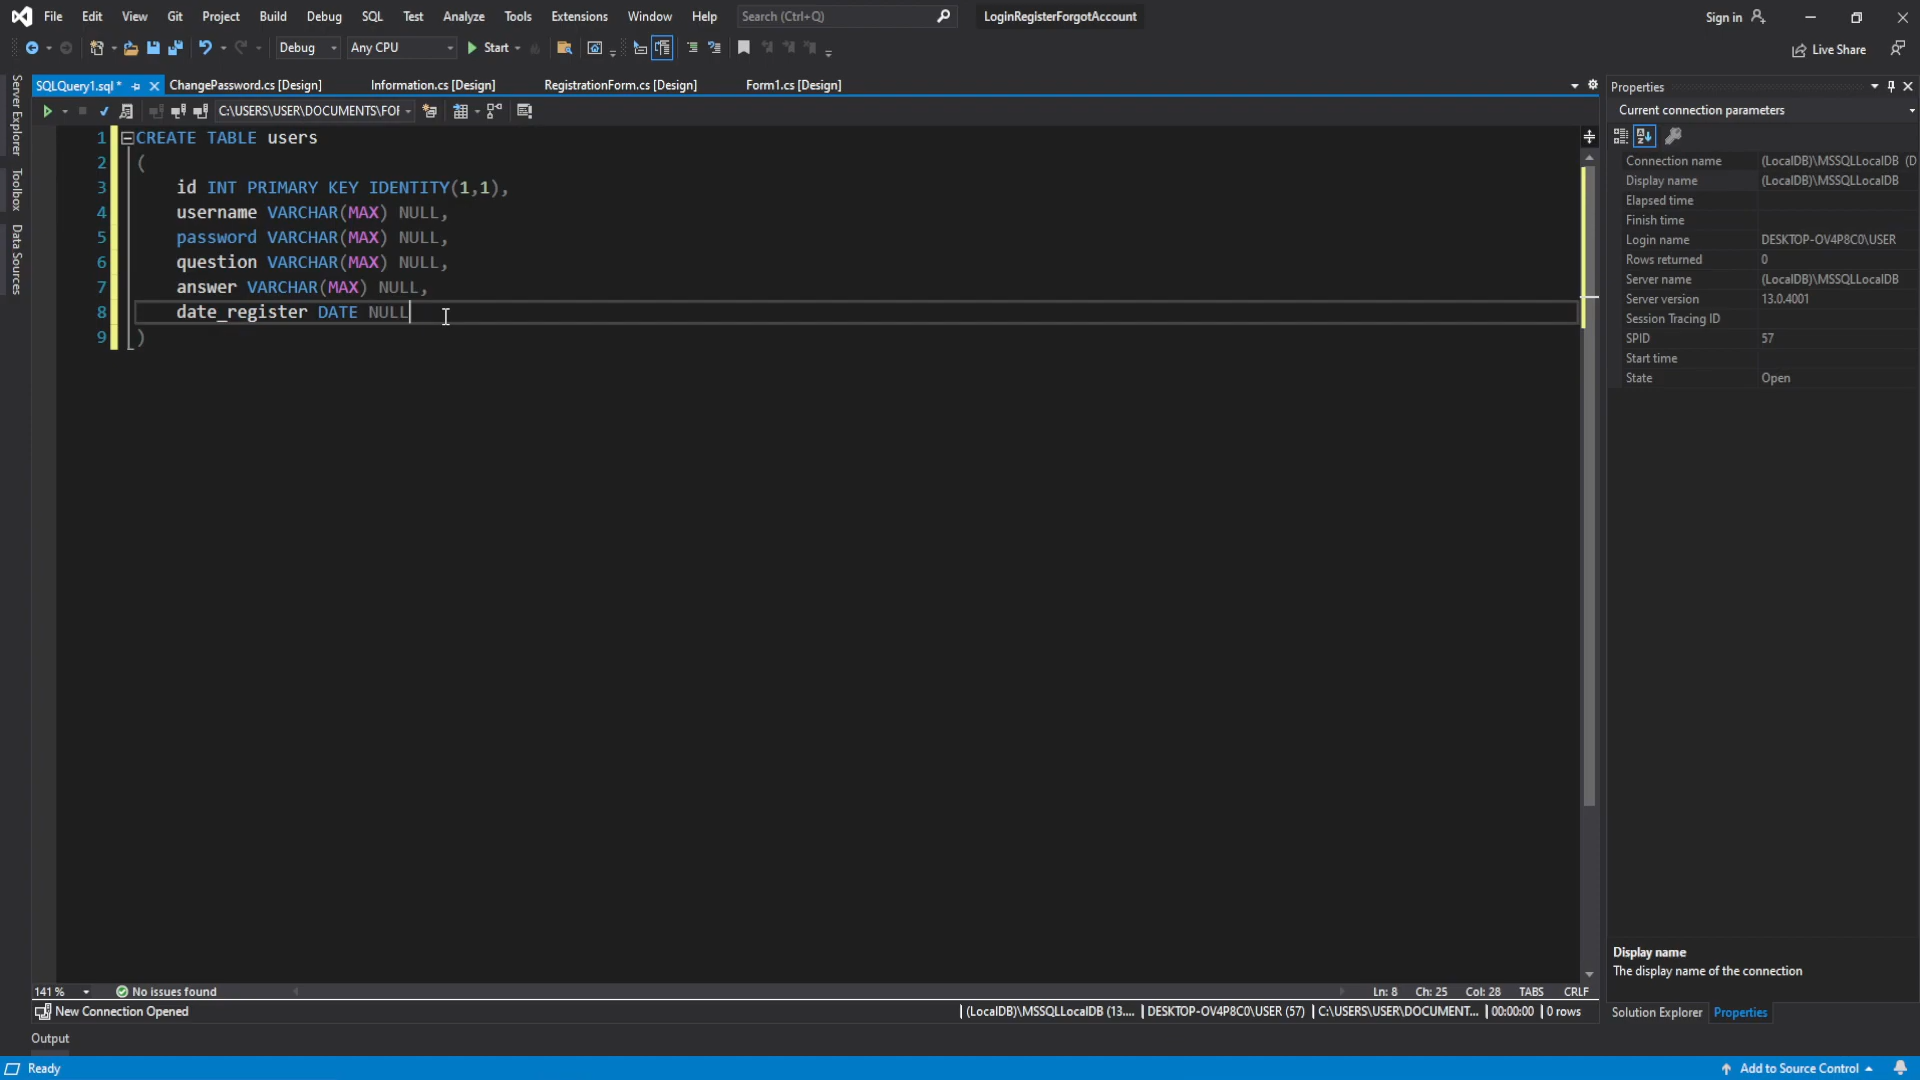 File Edit View Git Project Build Debug SQL Test Analyze Tools Extensions Window Help Search (Ctrl+Q) LoginRegisterForgotAccount Sign in
Debug Any CPU Start Live Share
SQLQuery1.sql* ChangePassword.cs [Design] Information.cs [Design] RegistrationForm.cs [Design] Form1.cs [Design]
C:\USERS\USER\DOCUMENTS\FOF
Server Explorer
Toolbox
Data Sources
1 CREATE TABLE users
2 (
3 id INT PRIMARY KEY IDENTITY(1,1),
4 username VARCHAR(MAX) NULL,
5 password VARCHAR(MAX) NULL,
6 question VARCHAR(MAX) NULL,
7 answer VARCHAR(MAX) NULL,
8 date_register DATE NULL
9 )
Properties
Current connection parameters
Connection name (LocalDB)\MSSQLLocalDB (D
Display name (LocalDB)\MSSQLLocalDB
Elapsed time
Finish time
Login name DESKTOP-OV4P8C0\USER
Rows returned 0
Server name (LocalDB)\MSSQLLocalDB
Server version 13.0.4001
Session Tracing ID
SPID 57
Start time
State Open
Display name
The display name of the connection
Solution Explorer Properties
141 % No issues found Ln: 8 Ch: 25 Col: 28 TABS CRLF
New Connection Opened (LocalDB)\MSSQLLocalDB (13.... DESKTOP-OV4P8C0\USER (57) C:\USERS\USER\DOCUMENT... 00:00:00 0 rows
Output
Ready Add to Source Control